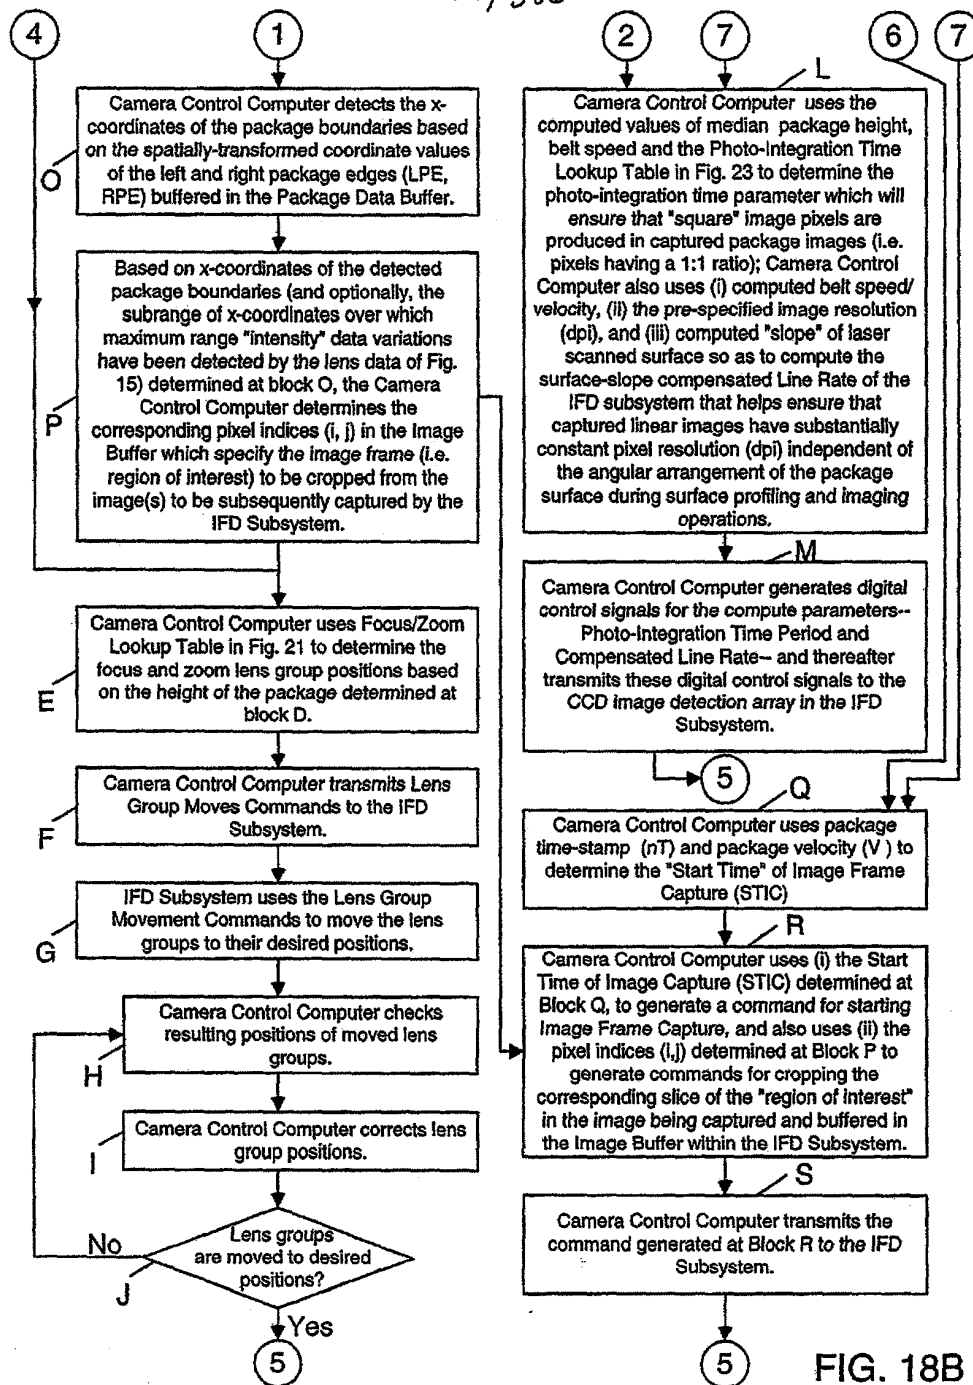 4
1
2
7
6
7
Camera Control Computer detects the x-
coordinates of the package boundaries based
on the spatially-transformed coordinate values
of the left and right package edges (LPE,
RPE) buffered in the Package Data Buffer.
O
Based on x-coordinates of the detected
package boundaries (and optionally, the
subrange of x-coordinates over which
maximum range "intensity" data variations
have been detected by the lens data of Fig.
15) determined at block O, the Camera
Control Computer determines the
corresponding pixel indices (i, j) in the Image
Buffer which specify the image frame (i.e.
region of interest) to be cropped from the
image(s) to be subsequently captured by the
IFD Subsystem.
P
Camera Control Computer uses Focus/Zoom
Lookup Table in Fig. 21 to determine the
focus and zoom lens group positions based
on the height of the package determined at
block D.
E
Camera Control Computer transmits Lens
Group Moves Commands to the IFD
Subsystem.
F
IFD Subsystem uses the Lens Group
Movement Commands to move the lens
groups to their desired positions.
G
Camera Control Computer checks
resulting positions of moved lens
groups.
H
Camera Control Computer corrects lens
group positions.
I
Lens groups
are moved to desired
positions?
No
J
Yes
5
L
Camera Control Computer uses the
computed values of median package height,
belt speed and the Photo-Integration Time
Lookup Table in Fig. 23 to determine the
photo-integration time parameter which will
ensure that "square" image pixels are
produced in captured package images (i.e.
pixels having a 1:1 ratio); Camera Control
Computer also uses (i) computed belt speed/
velocity, (ii) the pre-specified image resolution
(dpi), and (iii) computed "slope" of laser
scanned surface so as to compute the
surface-slope compensated Line Rate of the
IFD subsystem that helps ensure that
captured linear images have substantially
constant pixel resolution (dpi) independent of
the angular arrangement of the package
surface during surface profiling and imaging
operations.
M
Camera Control Computer generates digital
control signals for the compute parameters--
Photo-Integration Time Period and
Compensated Line Rate-- and thereafter
transmits these digital control signals to the
CCD image detection array in the IFD
Subsystem.
5
Q
Camera Control Computer uses package
time-stamp (nT) and package velocity (V ) to
determine the "Start Time" of Image Frame
Capture (STIC)
R
Camera Control Computer uses (i) the Start
Time of Image Capture (STIC) determined at
Block Q, to generate a command for starting
Image Frame Capture, and also uses (ii) the
pixel indices (i,j) determined at Block P to
generate commands for cropping the
corresponding slice of the "region of interest"
in the image being captured and buffered in
the Image Buffer within the IFD Subsystem.
S
Camera Control Computer transmits the
command generated at Block R to the IFD
Subsystem.
5
FIG. 18B